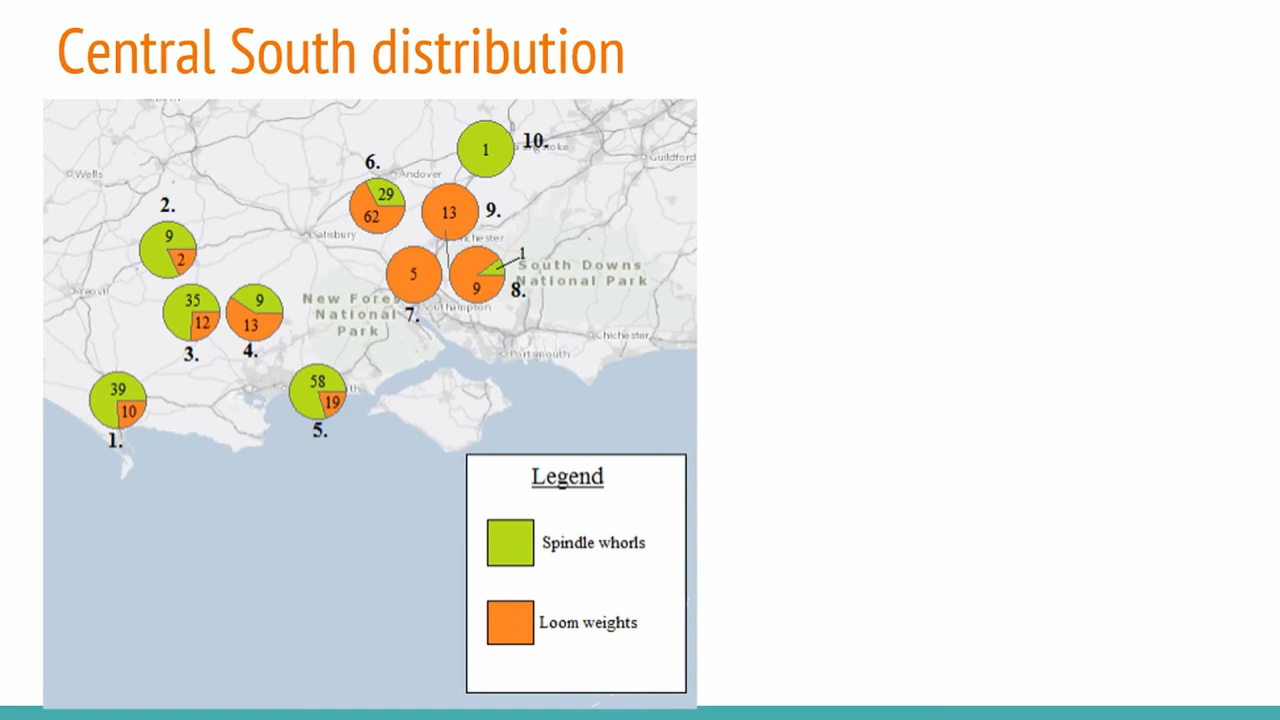 Central South distribution
1
10.
Guildford
6.
Andover
Wells
29
62
13
9.
2.
9
2
Salisbury
1
5
9
8.
South Downs
National Park
New Fores
National
Park
7.
Southampton
35
12
3.
9
13
4.
Chichester
Portsmouth
39
10
1.
58
19
5.
Legend
Spindle whorls
Loom weights